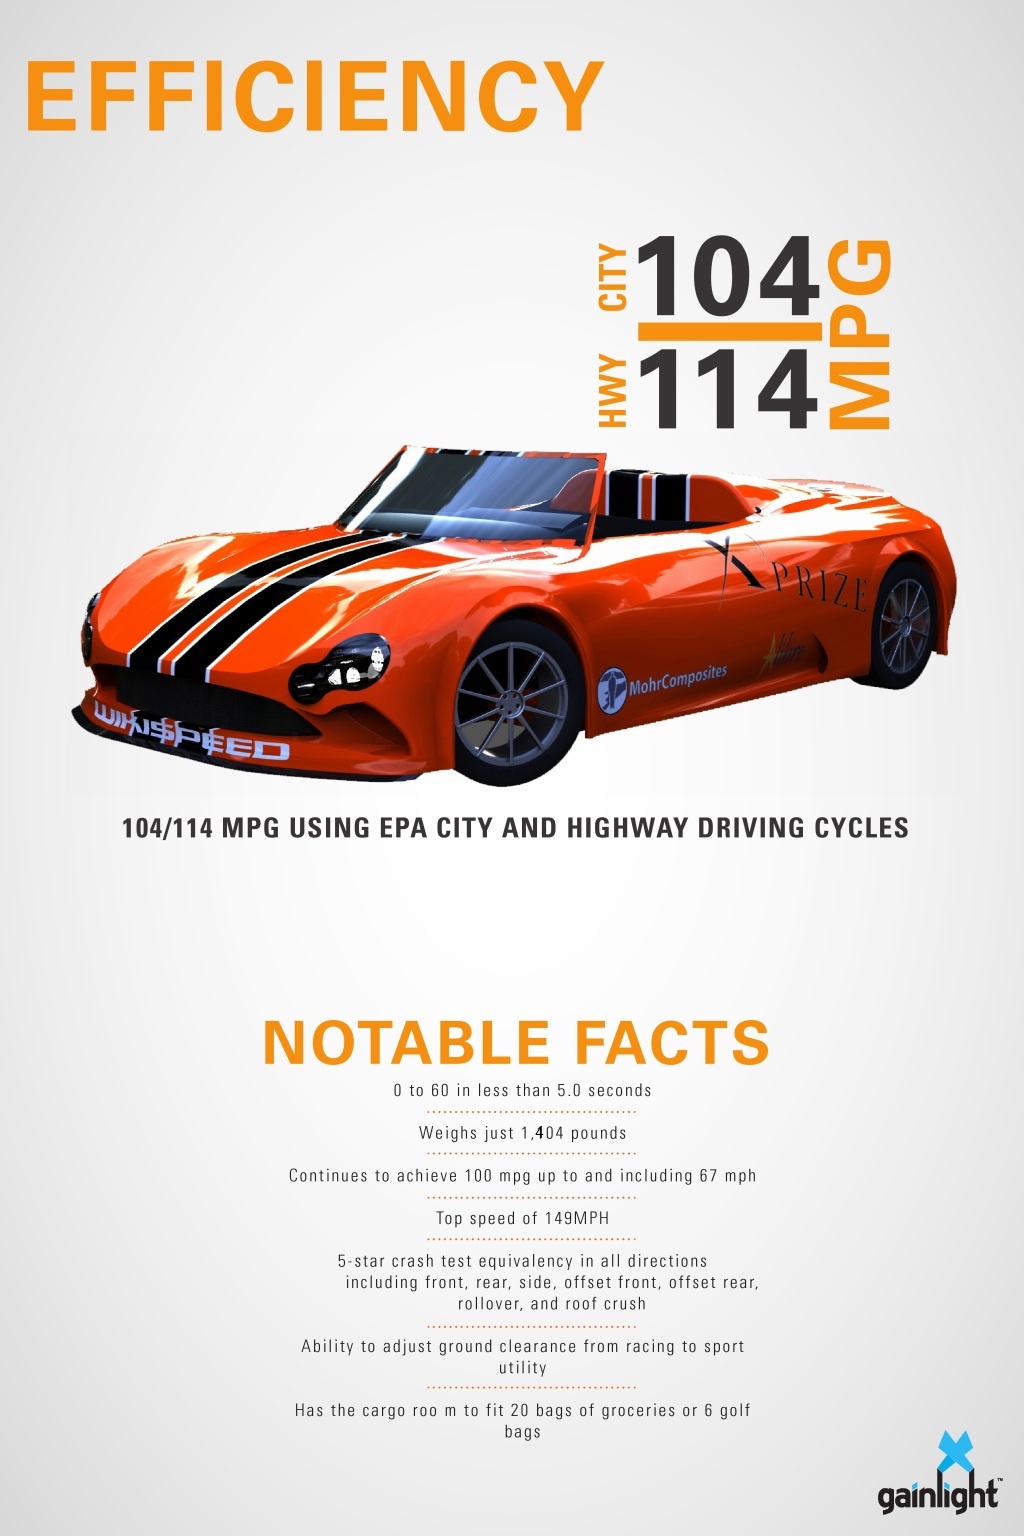 EFFICIENCY
CITY
104
HWY
114
MPG
X PRIZE
MohrComposites
WIKISPEED
104/114 MPG USING EPA CITY AND HIGHWAY DRIVING CYCLES
NOTABLE FACTS
0 to 60 in less than 5.0 seconds
Weighs just 1,404 pounds
Continues to achieve 100 mpg up to and including 67 mph
Top speed of 149MPH
5-star crash test equivalency in all directions
including front, rear, side, offset front, offset rear,
rollover, and roof crush
Ability to adjust ground clearance from racing to sport
utility
Has the cargo roo m to fit 20 bags of groceries or 6 golf
bags
gainlight™